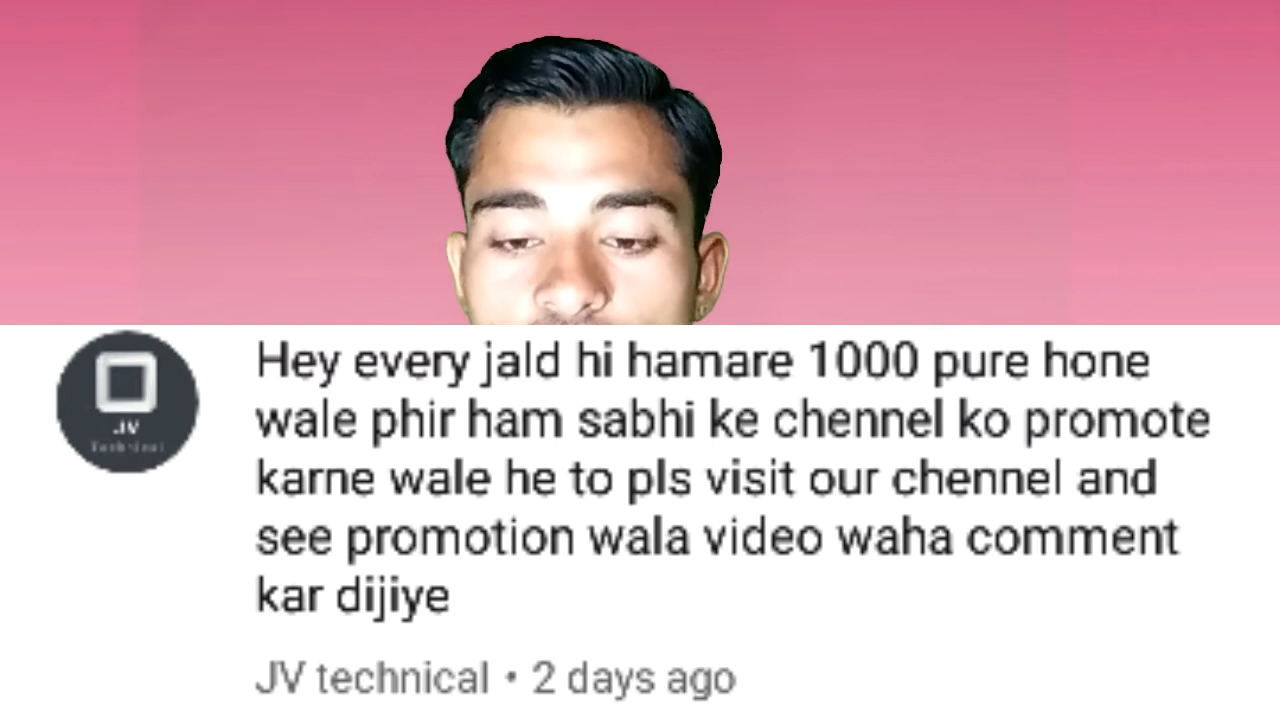 JV
Technical
Hey every jald hi hamare 1000 pure hone
wale phir ham sabhi ke chennel ko promote
karne wale he to pls visit our chennel and
see promotion wala video waha comment
kar dijiye
JV technical • 2 days ago